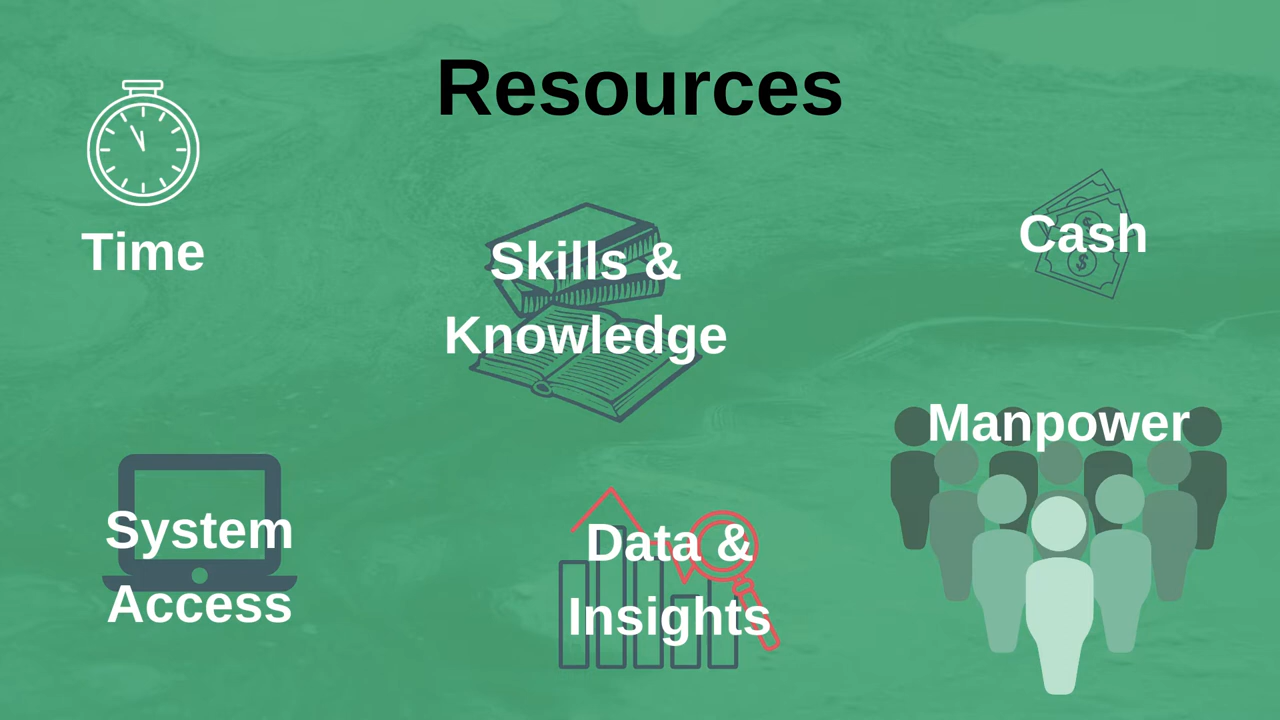 Resources
Time
Skills &
Knowledge
Cash
Manpower
System
Access
Data &
Insights